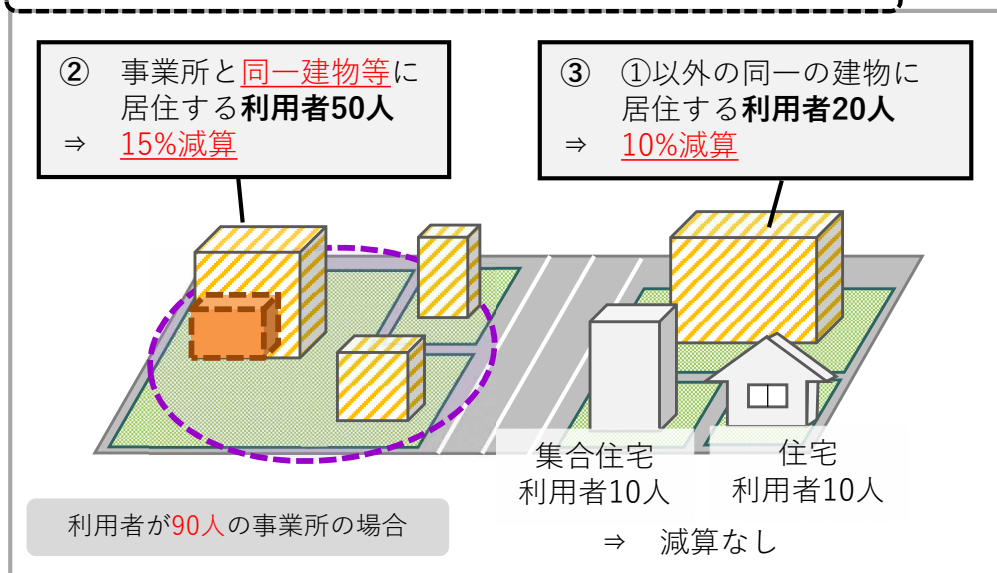 ② 事業所と同一建物等に
居住する利用者50人
⇒ 15%減算
③ ①以外の同一の建物に
居住する利用者20人
⇒ 10%減算
集合住宅
利用者10人
住宅
利用者10人
⇒ 減算なし
利用者が90人の事業所の場合